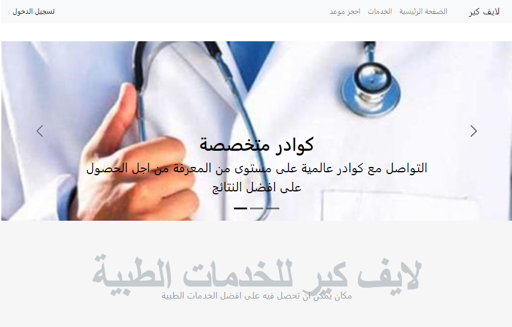 لايف كير
الصفحة الرئيسية
الخدمات
احجز موعد
تسجيل الدخول
كوادر متخصصة
التواصل مع كوادر عالمية على مستوى من المعرفة من اجل الحصول
على افضل النتائج
لايف كير للخدمات الطبية
مكان يمكن ان تحصل فيه على افضل الخدمات الطبية